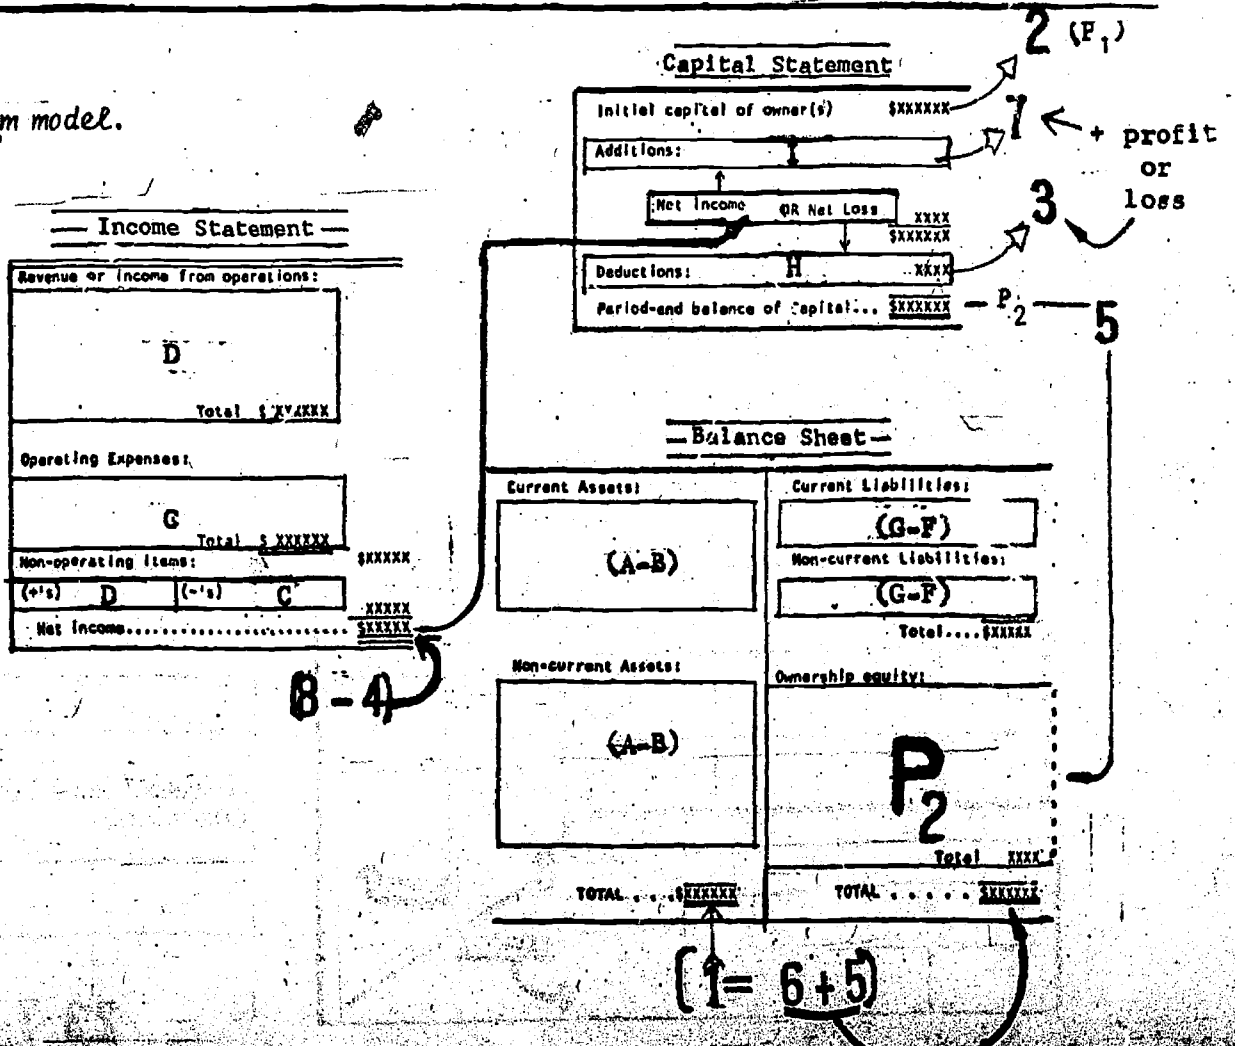 m model.
Capital Statement
2 (P1)
Initial capital of owner(s) $XXXXXX
7
+ profit
or
loss
Additions: I
Net Income OR Net Loss XXXX
$XXXXXX
3
Deductions: H XXXX
Period-end balance of capital... $XXXXXX — P2 — 5
Income Statement
Revenue or income from operations:
D
Total $ XXXXXX
Operating Expenses:
Total $ XXXXXX
Non-operating items: $XXXXX
(+'s) D (-'s) C
XXXXX
Net income........................ $XXXXX
(8 - 4)
Balance Sheet
Current Assets:
(A-B)
Non-current Assets:
(A-B)
TOTAL . . .$XXXXXX
Current Liabilities:
(G-F)
Non-current Liabilities:
(G-F)
Total....$XXXXX
Ownership equity:
P2
Total XXXX
TOTAL . . . . . $XXXXXX
(1= 6+5)